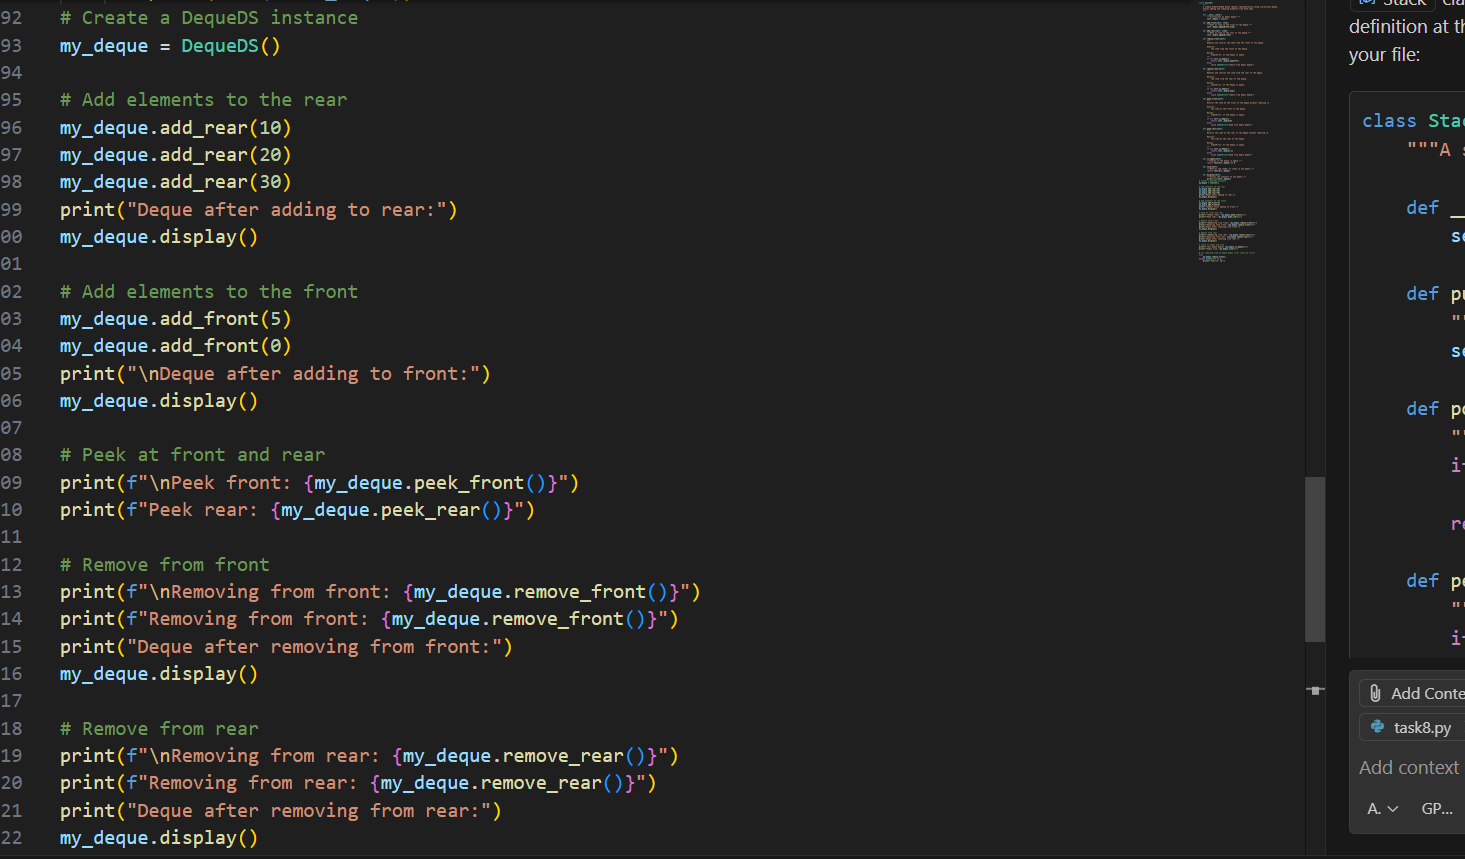 92 # Create a DequeDS instance
93 my_deque = DequeDS()
94
95 # Add elements to the rear
96 my_deque.add_rear(10)
97 my_deque.add_rear(20)
98 my_deque.add_rear(30)
99 print("Deque after adding to rear:")
00 my_deque.display()
01
02 # Add elements to the front
03 my_deque.add_front(5)
04 my_deque.add_front(0)
05 print("\nDeque after adding to front:")
06 my_deque.display()
07
08 # Peek at front and rear
09 print(f"\nPeek front: {my_deque.peek_front()}")
10 print(f"Peek rear: {my_deque.peek_rear()}")
11
12 # Remove from front
13 print(f"\nRemoving from front: {my_deque.remove_front()}")
14 print(f"Removing from front: {my_deque.remove_front()}")
15 print("Deque after removing from front:")
16 my_deque.display()
17
18 # Remove from rear
19 print(f"\nRemoving from rear: {my_deque.remove_rear()}")
20 print(f"Removing from rear: {my_deque.remove_rear()}")
21 print("Deque after removing from rear:")
22 my_deque.display()
Stack
definition at
your file:
class
"""A
def
def
""
def
""
def
""
Add
task8.py
Add context
A.
GP...